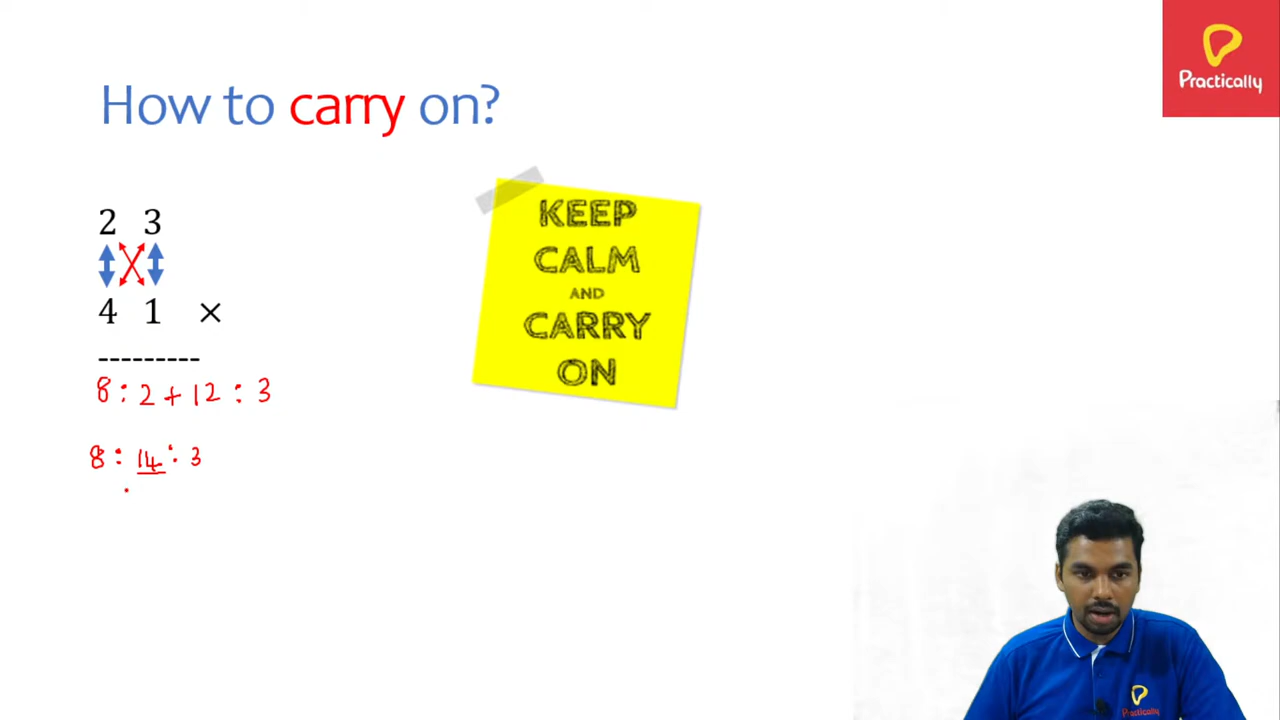 Practically
How to carry on?
2 3
4 1 ×
---------
8 : 2 + 12 : 3
8 : 14 : 3
KEEP
CALM
AND
CARRY
ON
Practically